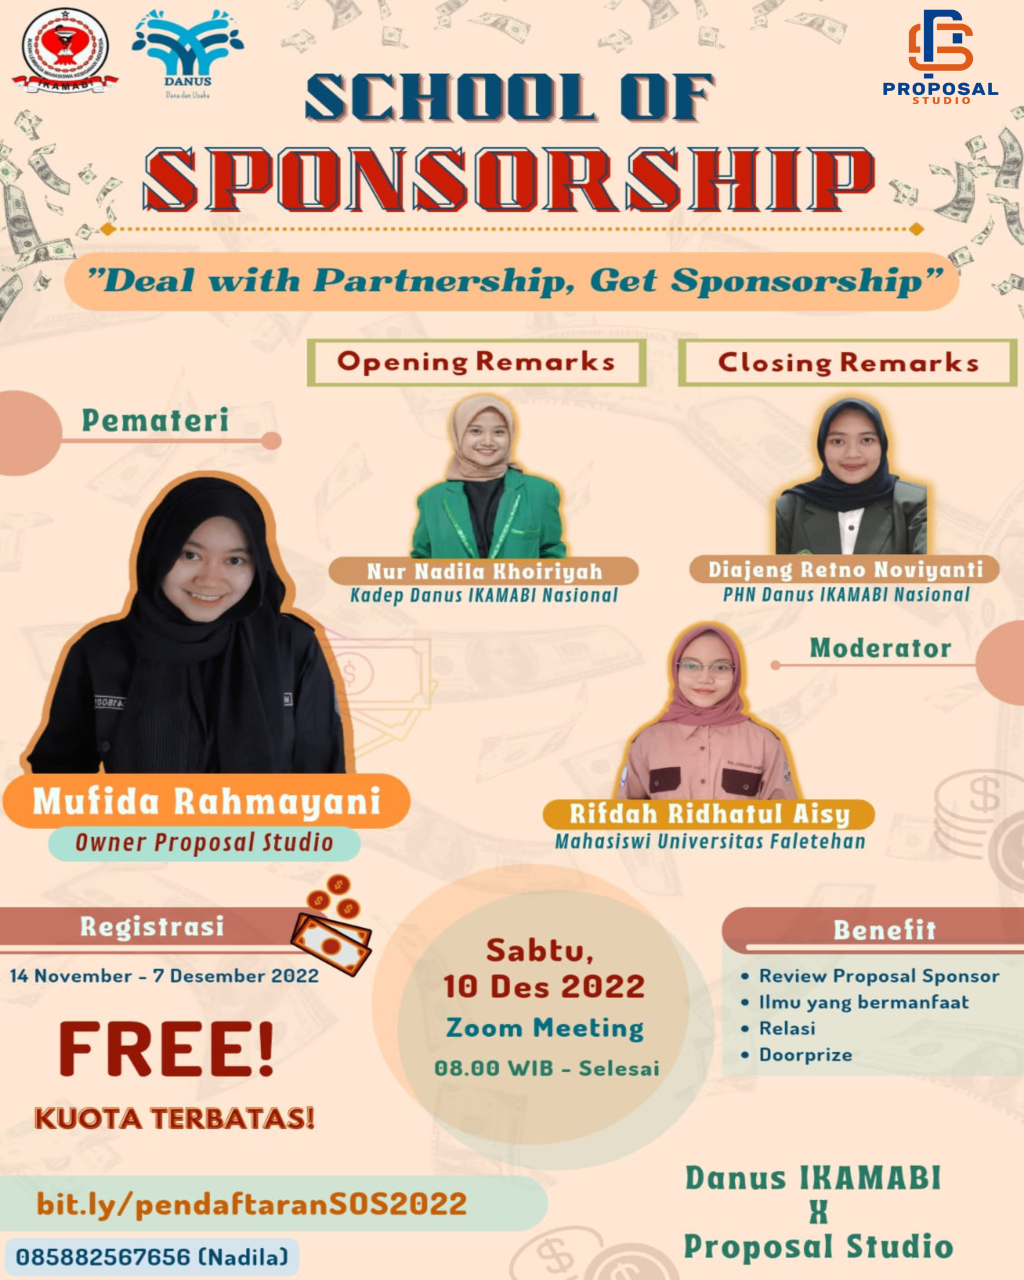 IKAMABI
DANUS
Dana dan Usaha
PROPOSAL
STUDIO
SCHOOL OF
SPONSORSHIP
"Deal with Partnership, Get Sponsorship"
Opening Remarks
Closing Remarks
Pemateri
Nur Nadila Khoiriyah
Kadep Danus IKAMABI Nasional
Diajeng Retno Noviyanti
PHN Danus IKAMABI Nasional
Moderator
Mufida Rahmayani
Owner Proposal Studio
Rifdah Ridhatul Aisy
Mahasiswi Universitas Faletehan
Registrasi
14 November - 7 Desember 2022
FREE!
KUOTA TERBATAS!
Sabtu,
10 Des 2022
Zoom Meeting
08.00 WIB - Selesai
Benefit
• Review Proposal Sponsor
• Ilmu yang bermanfaat
• Relasi
• Doorprize
bit.ly/pendaftaranSOS2022
085882567656 (Nadila)
Danus IKAMABI
X
Proposal Studio